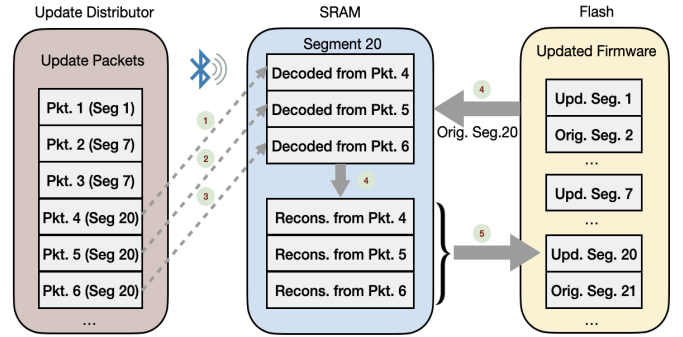 Update Distributor
Update Packets
Pkt. 1 (Seg 1)
Pkt. 2 (Seg 7)
Pkt. 3 (Seg 7)
Pkt. 4 (Seg 20)
Pkt. 5 (Seg 20)
Pkt. 6 (Seg 20)
...
1
2
3
SRAM
Segment 20
Decoded from Pkt. 4
Decoded from Pkt. 5
Decoded from Pkt. 6
4
Recons. from Pkt. 4
Recons. from Pkt. 5
Recons. from Pkt. 6
4
Orig. Seg.20
5
Flash
Updated Firmware
Upd. Seg. 1
Orig. Seg. 2
...
Upd. Seg. 7
...
Upd. Seg. 20
Orig. Seg. 21
...